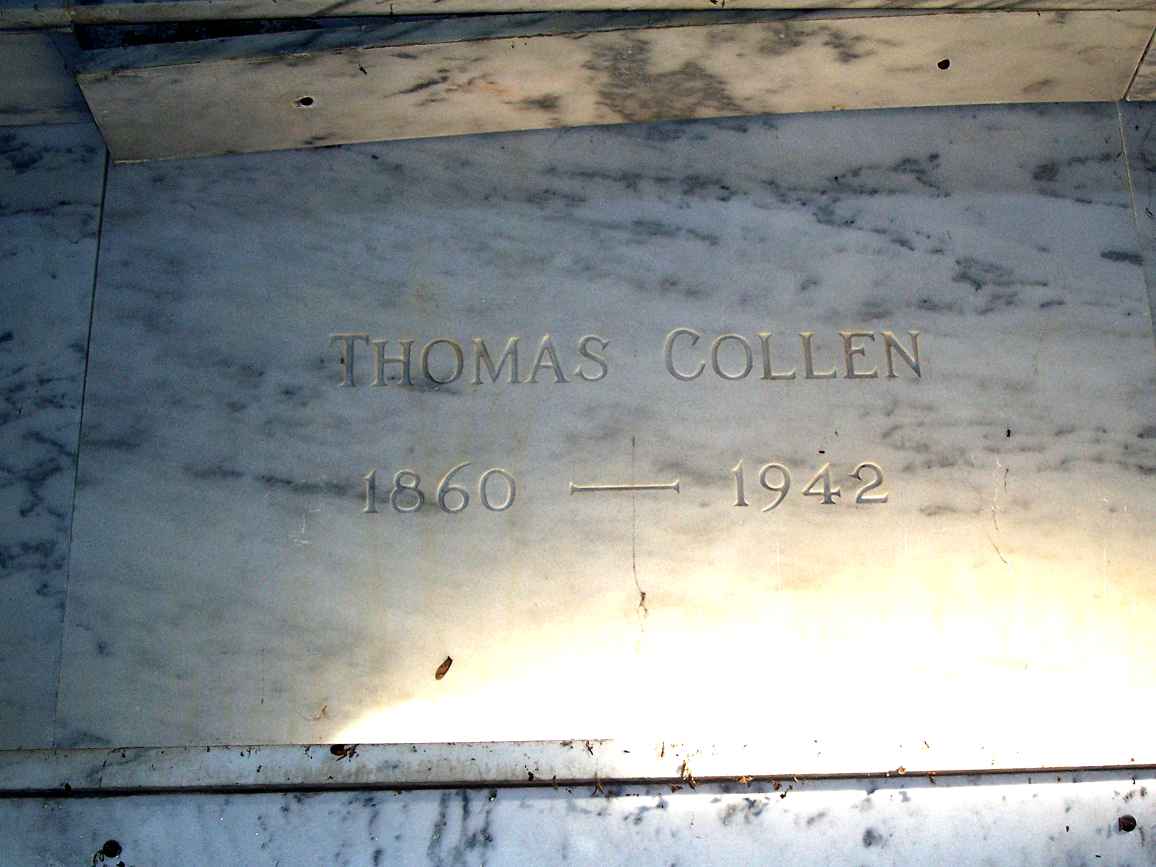 THOMAS COLLEN
1860 — 1942